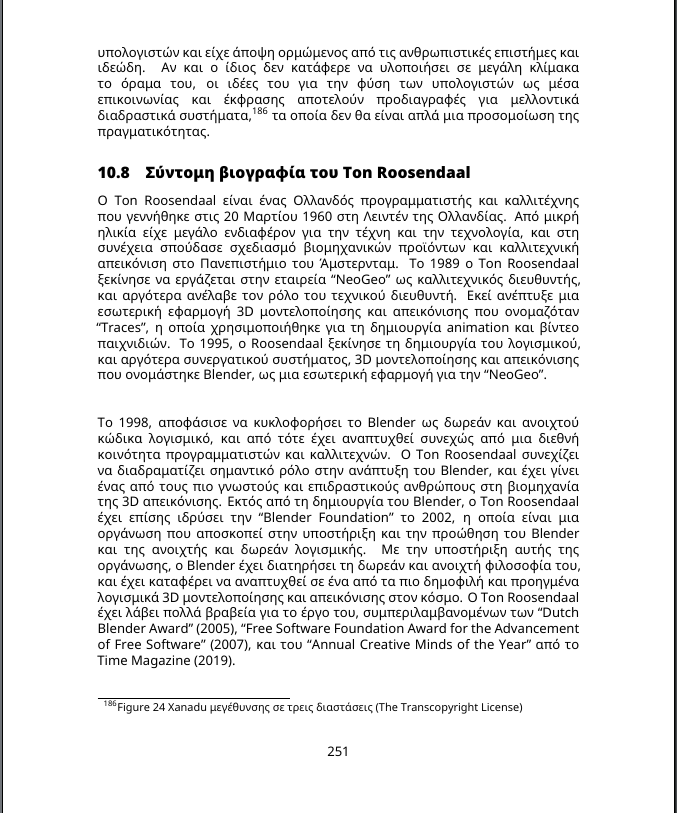 υπολογιστών και είχε άποψη ορμώμενος από τις ανθρωπιστικές επιστήμες και
ιδεώδη. Αν και ο ίδιος δεν κατάφερε να υλοποιήσει σε μεγάλη κλίμακα
το όραμα του, οι ιδέες του για την φύση των υπολογιστών ως μέσα
επικοινωνίας και έκφρασης αποτελούν προδιαγραφές για μελλοντικά
διαδραστικά συστήματα,186 τα οποία δεν θα είναι απλά μια προσομοίωση της
πραγματικότητας.
10.8 Σύντομη βιογραφία του Ton Roosendaal
Ο Ton Roosendaal είναι ένας Ολλανδός προγραμματιστής και καλλιτέχνης
που γεννήθηκε στις 20 Μαρτίου 1960 στη Λειντέν της Ολλανδίας. Από μικρή
ηλικία είχε μεγάλο ενδιαφέρον για την τέχνη και την τεχνολογία, και στη
συνέχεια σπούδασε σχεδιασμό βιομηχανικών προϊόντων και καλλιτεχνική
απεικόνιση στο Πανεπιστήμιο του Άμστερνταμ. Το 1989 ο Ton Roosendaal
ξεκίνησε να εργάζεται στην εταιρεία “NeoGeo” ως καλλιτεχνικός διευθυντής,
και αργότερα ανέλαβε τον ρόλο του τεχνικού διευθυντή. Εκεί ανέπτυξε μια
εσωτερική εφαρμογή 3D μοντελοποίησης και απεικόνισης που ονομαζόταν
“Traces”, η οποία χρησιμοποιήθηκε για τη δημιουργία animation και βίντεο
παιχνιδιών. Το 1995, ο Roosendaal ξεκίνησε τη δημιουργία του λογισμικού,
και αργότερα συνεργατικού συστήματος, 3D μοντελοποίησης και απεικόνισης
που ονομάστηκε Blender, ως μια εσωτερική εφαρμογή για την “NeoGeo”.
Το 1998, αποφάσισε να κυκλοφορήσει το Blender ως δωρεάν και ανοιχτού
κώδικα λογισμικό, και από τότε έχει αναπτυχθεί συνεχώς από μια διεθνή
κοινότητα προγραμματιστών και καλλιτεχνών. Ο Ton Roosendaal συνεχίζει
να διαδραματίζει σημαντικό ρόλο στην ανάπτυξη του Blender, και έχει γίνει
ένας από τους πιο γνωστούς και επιδραστικούς ανθρώπους στη βιομηχανία
της 3D απεικόνισης. Εκτός από τη δημιουργία του Blender, ο Ton Roosendaal
έχει επίσης ιδρύσει την “Blender Foundation” το 2002, η οποία είναι μια
οργάνωση που αποσκοπεί στην υποστήριξη και την προώθηση του Blender
και της ανοιχτής και δωρεάν λογισμικής. Με την υποστήριξη αυτής της
οργάνωσης, ο Blender έχει διατηρήσει τη δωρεάν και ανοιχτή φιλοσοφία του,
και έχει καταφέρει να αναπτυχθεί σε ένα από τα πιο δημοφιλή και προηγμένα
λογισμικά 3D μοντελοποίησης και απεικόνισης στον κόσμο. Ο Ton Roosendaal
έχει λάβει πολλά βραβεία για το έργο του, συμπεριλαμβανομένων των “Dutch
Blender Award” (2005), “Free Software Foundation Award for the Advancement
of Free Software” (2007), και του “Annual Creative Minds of the Year” από το
Time Magazine (2019).
186Figure 24 Xanadu μεγέθυνσης σε τρεις διαστάσεις (The Transcopyright License)
251